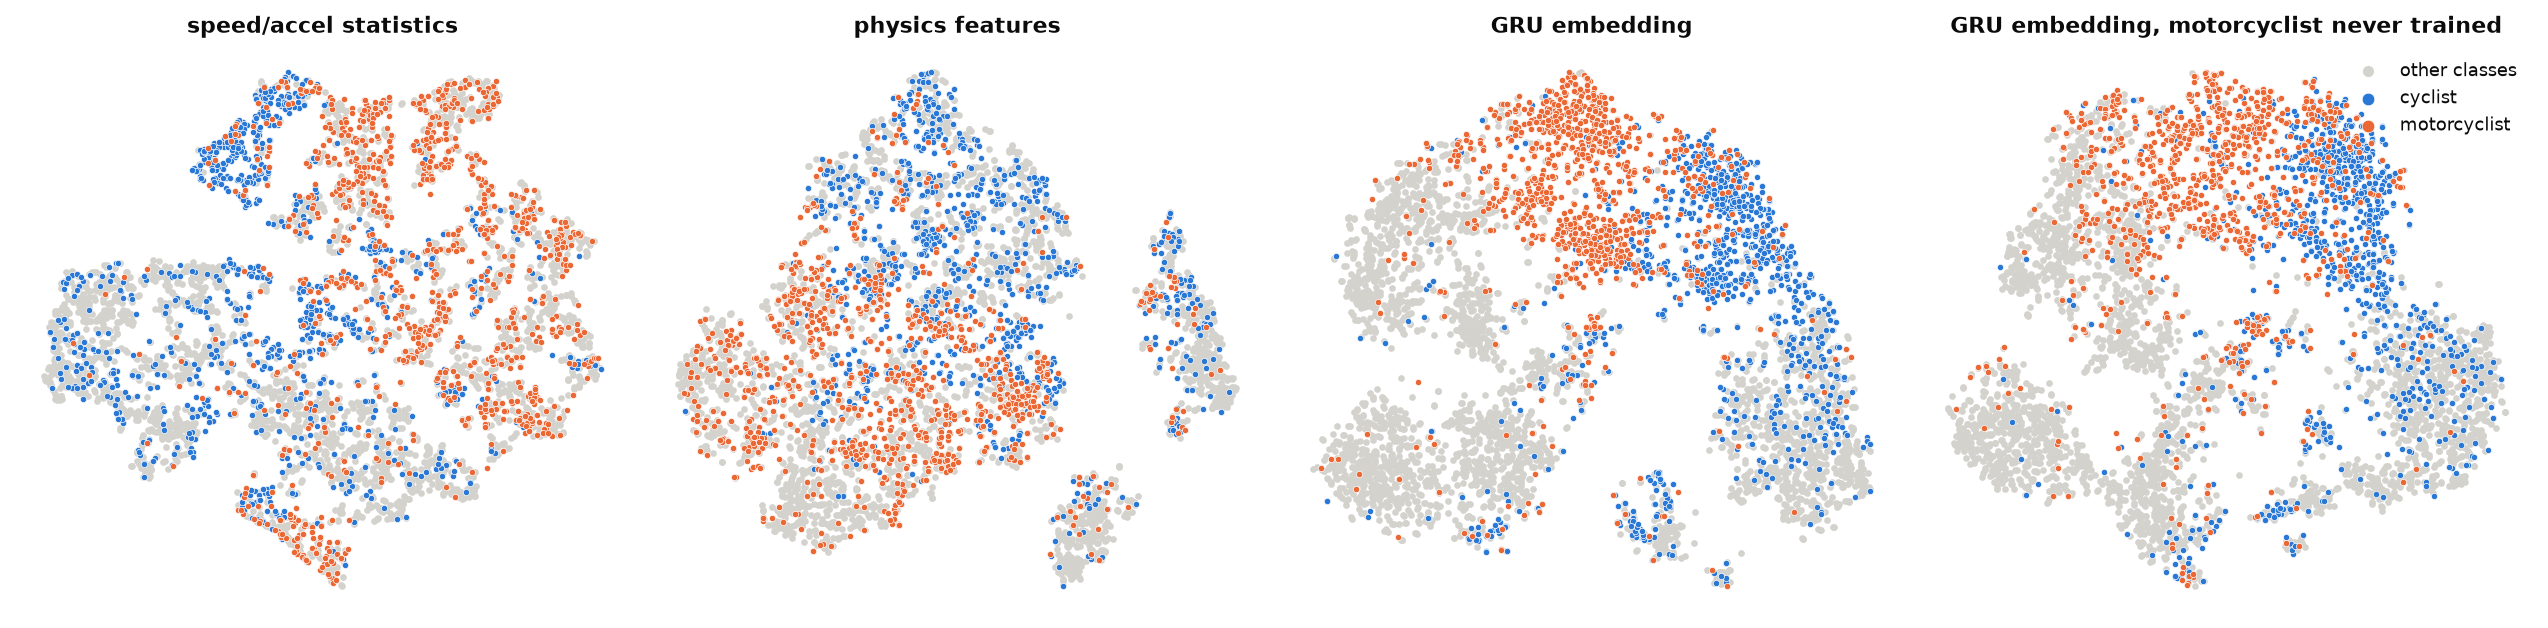 speed/accel statistics
physics features
GRU embedding
GRU embedding, motorcyclist never trained
other classes
cyclist
motorcyclist